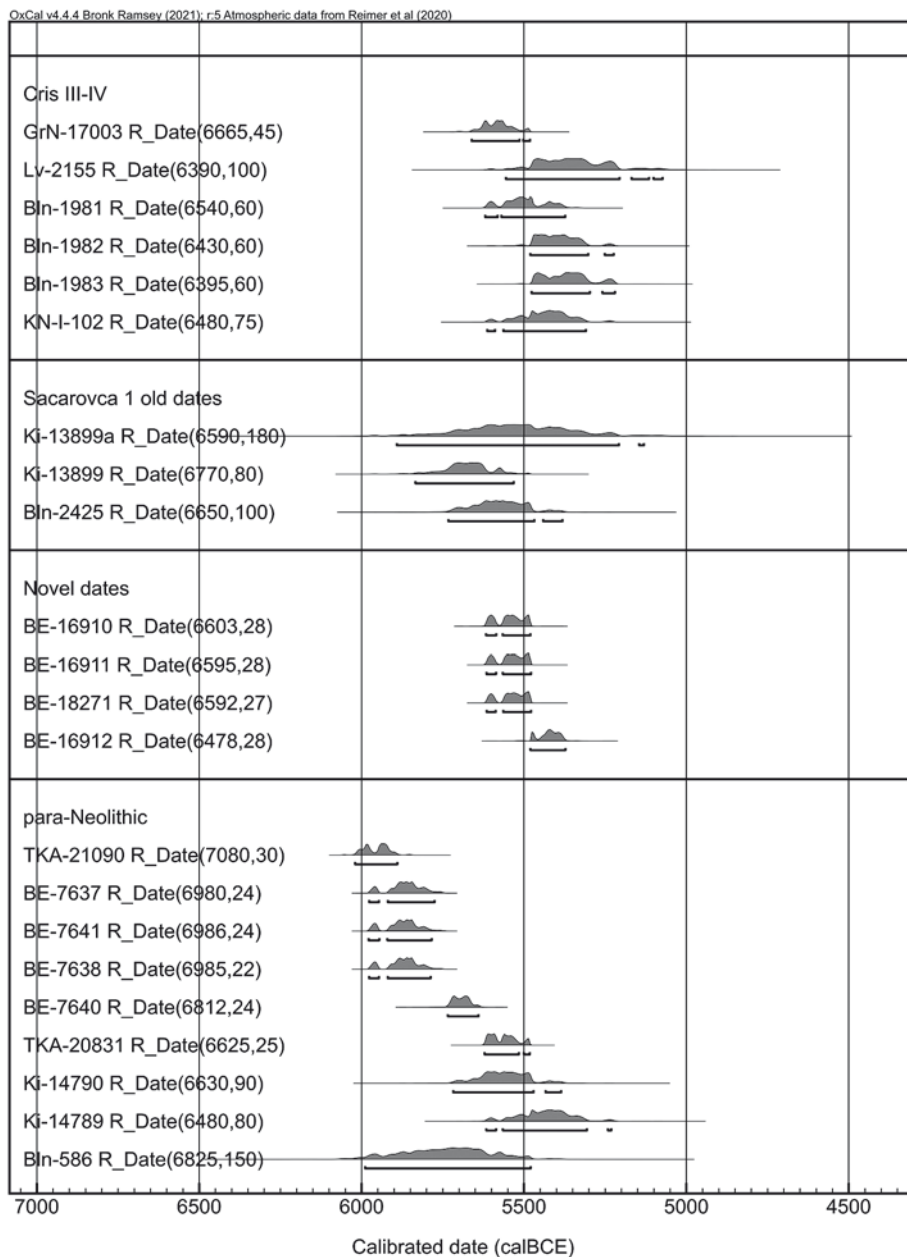 OxCal v4.4.4 Bronk Ramsey (2021); r:5 Atmospheric data from Reimer et al (2020)
Cris III-IV
GrN-17003 R_Date(6665,45)
Lv-2155 R_Date(6390,100)
Bln-1981 R_Date(6540,60)
Bln-1982 R_Date(6430,60)
Bln-1983 R_Date(6395,60)
KN-I-102 R_Date(6480,75)
Sacarovca 1 old dates
Ki-13899a R_Date(6590,180)
Ki-13899 R_Date(6770,80)
Bln-2425 R_Date(6650,100)
Novel dates
BE-16910 R_Date(6603,28)
BE-16911 R_Date(6595,28)
BE-18271 R_Date(6592,27)
BE-16912 R_Date(6478,28)
para-Neolithic
TKA-21090 R_Date(7080,30)
BE-7637 R_Date(6980,24)
BE-7641 R_Date(6986,24)
BE-7638 R_Date(6985,22)
BE-7640 R_Date(6812,24)
TKA-20831 R_Date(6625,25)
Ki-14790 R_Date(6630,90)
Ki-14789 R_Date(6480,80)
Bln-586 R_Date(6825,150)
7000 6500 6000 5500 5000 4500
Calibrated date (calBCE)